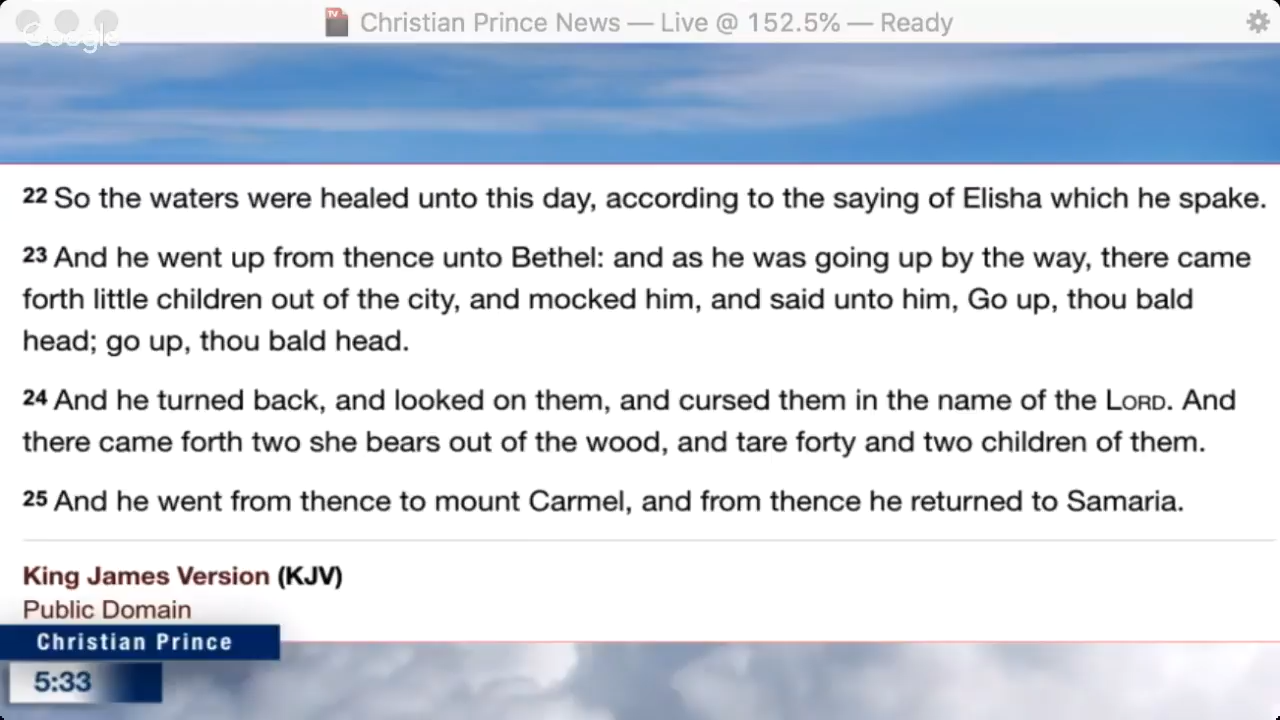 Christian Prince News — Live @ 152.5% — Ready
Google
22 So the waters were healed unto this day, according to the saying of Elisha which he spake.
23 And he went up from thence unto Bethel: and as he was going up by the way, there came
forth little children out of the city, and mocked him, and said unto him, Go up, thou bald
head; go up, thou bald head.
24 And he turned back, and looked on them, and cursed them in the name of the LORD. And
there came forth two she bears out of the wood, and tare forty and two children of them.
25 And he went from thence to mount Carmel, and from thence he returned to Samaria.
King James Version (KJV)
Public Domain
Christian Prince
5:33